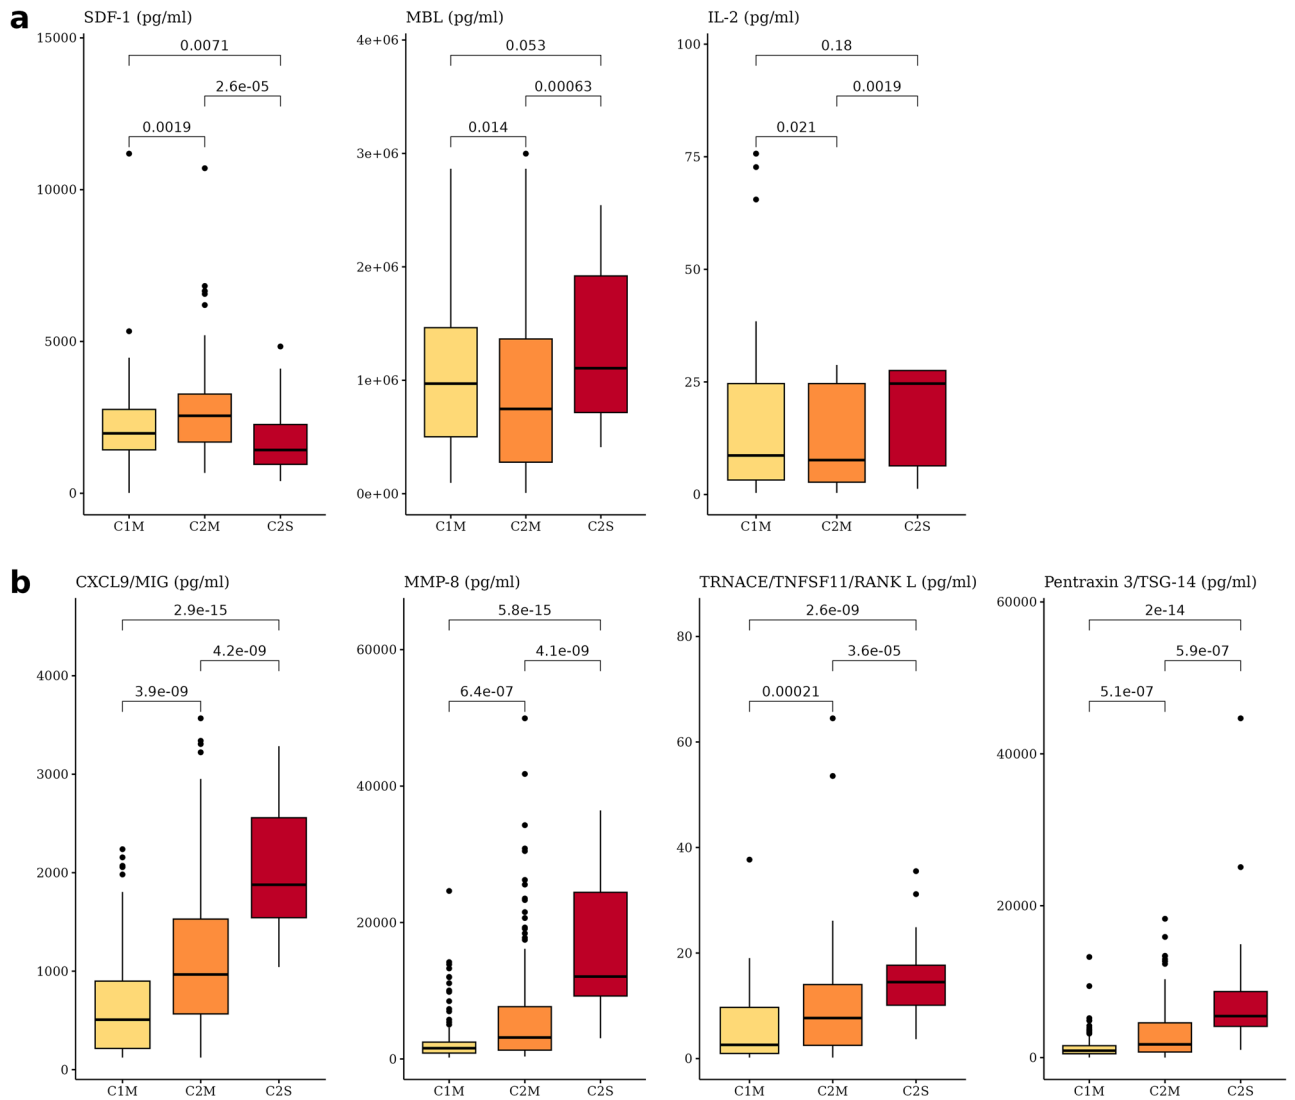 a
SDF-1 (pg/ml)
15000
10000
5000
0
0.0071
2.6e-05
0.0019
C1M C2M C2S
MBL (pg/ml)
4e+06
3e+06
2e+06
1e+06
0e+00
0.053
0.00063
0.014
C1M C2M C2S
IL-2 (pg/ml)
100
75
50
25
0
0.18
0.0019
0.021
C1M C2M C2S
b
CXCL9/MIG (pg/ml)
4000
3000
2000
1000
0
2.9e-15
4.2e-09
3.9e-09
C1M C2M C2S
MMP-8 (pg/ml)
60000
40000
20000
0
5.8e-15
4.1e-09
6.4e-07
C1M C2M C2S
TRNACE/TNFSF11/RANK L (pg/ml)
80
60
40
20
0
2.6e-09
3.6e-05
0.00021
C1M C2M C2S
Pentraxin 3/TSG-14 (pg/ml)
60000
40000
20000
0
2e-14
5.9e-07
5.1e-07
C1M C2M C2S